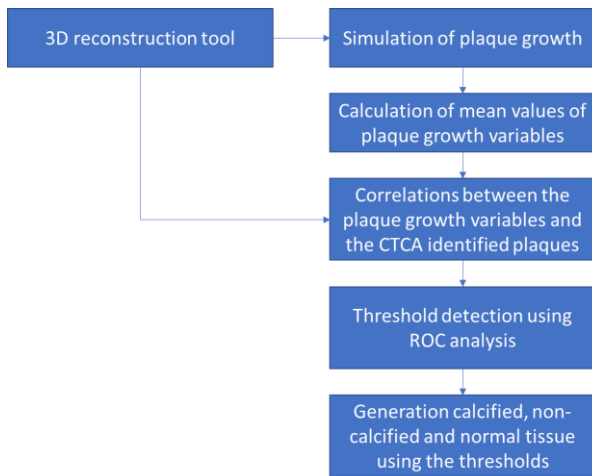 3D reconstruction tool
Simulation of plaque growth
Calculation of mean values of
plaque growth variables
Correlations between the
plaque growth variables and
the CTCA identified plaques
Threshold detection using
ROC analysis
Generation calcified, non-
calcified and normal tissue
using the thresholds